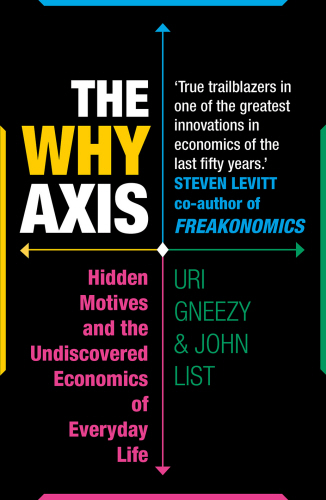 THE
WHY
AXIS
‘True trailblazers in
one of the greatest
innovations in
economics of the
last fifty years.’
STEVEN LEVITT
co-author of
FREAKONOMICS
Hidden
Motives
and the
Undiscovered
Economics
of
Everyday
Life
URI
GNEEZY
& JOHN
LIST